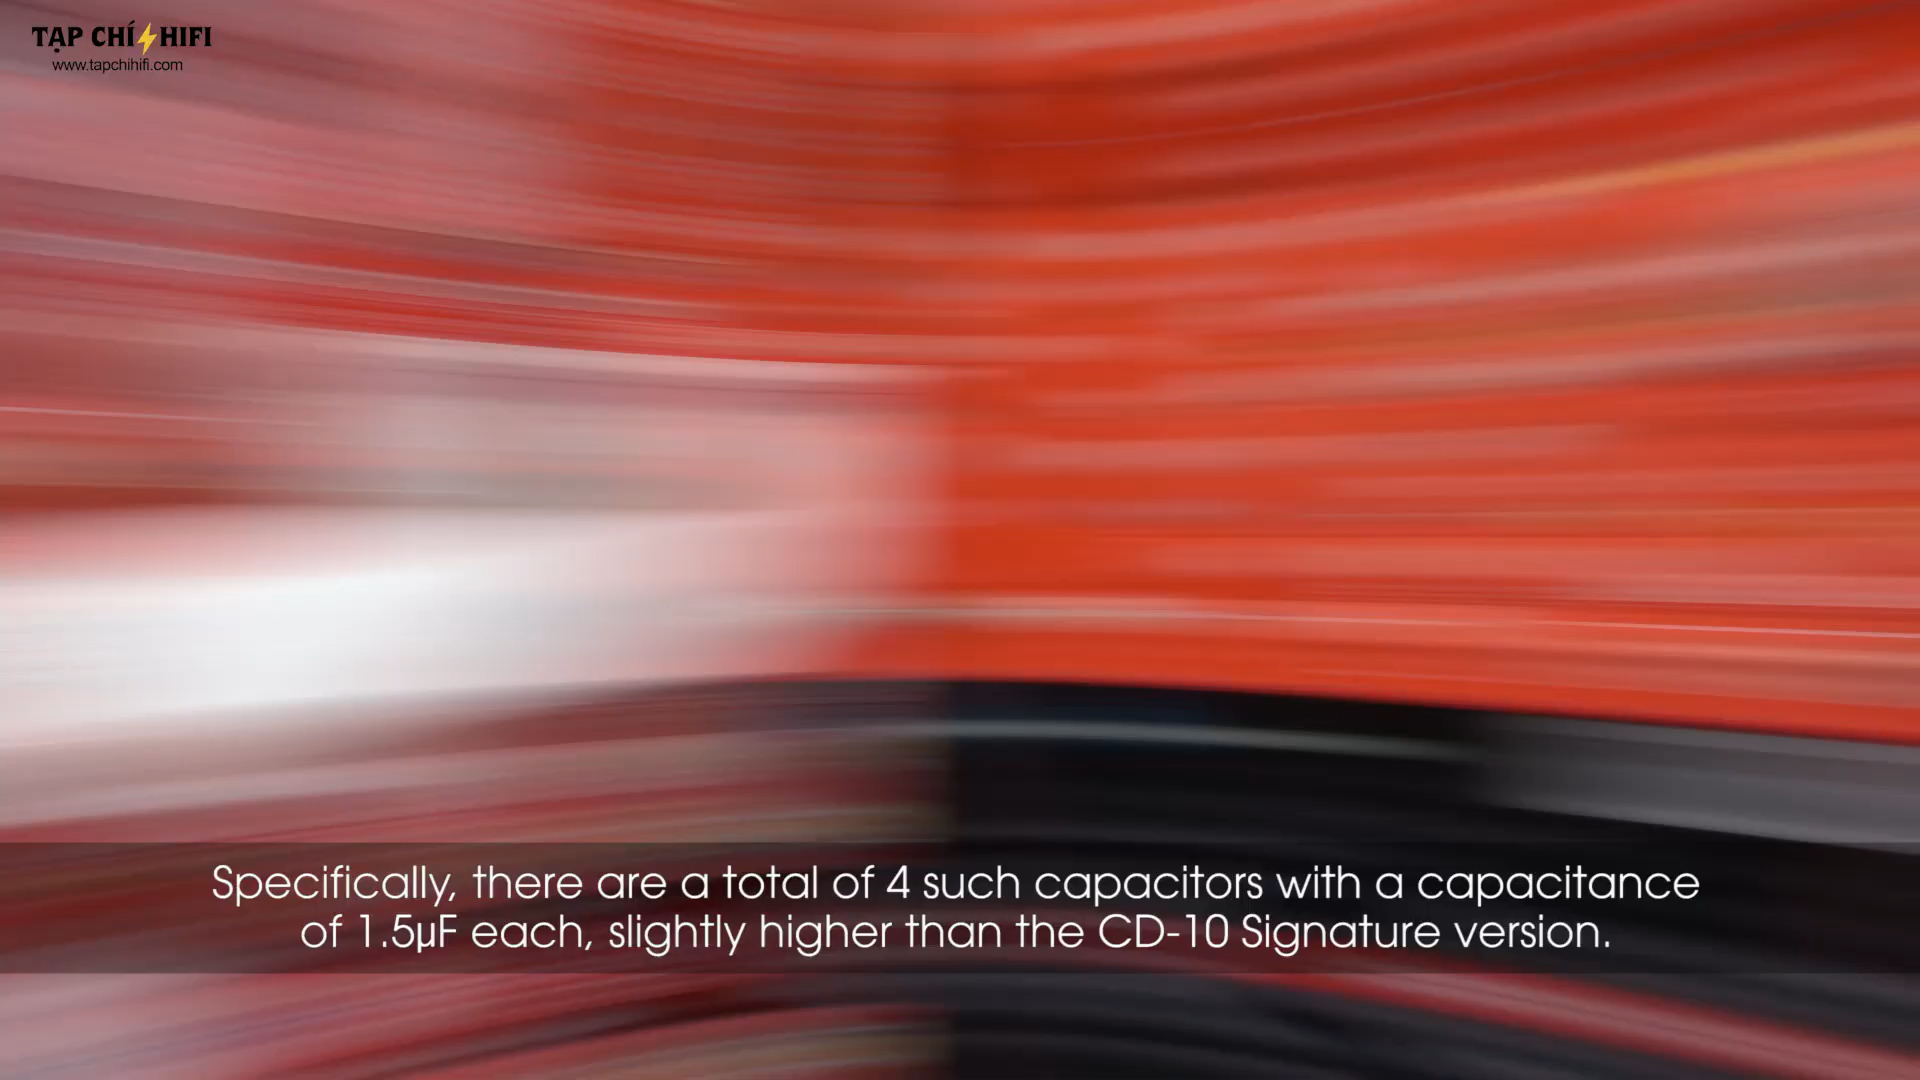 TẠP CHÍ HIFI
www.tapchihifi.com
Specifically, there are a total of 4 such capacitors with a capacitance
of 1.5µF each, slightly higher than the CD-10 Signature version.